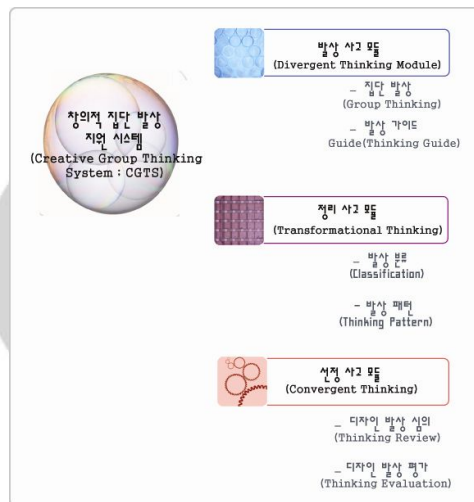 창의적 집단 발상
지원 시스템
(Creative Group Thinking
System : CGTS)
발상 사고 모듈
(Divergent Thinking Module)
– 집단 발상
(Group Thinking)
– 발상 가이드
Guide(Thinking Guide)
정리 사고 모듈
(Transformational Thinking)
– 발상 분류
(Classification)
– 발상 패턴
(Thinking Pattern)
선정 사고 모듈
(Convergent Thinking)
– 디자인 발상 심의
(Thinking Review)
– 디자인 발상 평가
(Thinking Evaluation)